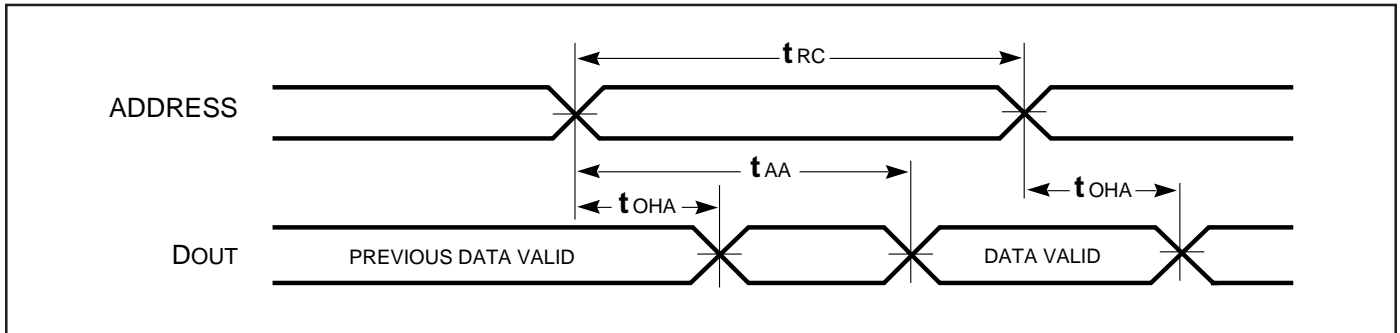 tRC
ADDRESS
tAA
tOHA
tOHA
DOUT
PREVIOUS DATA VALID
DATA VALID